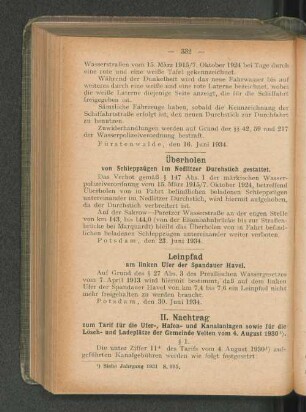 — 332 —
Wasserstraßen vom 15. März 1915/7. Oktober 1924 bei Tage durch
eine rote und eine weiße Tafel gekennzeichnet.
Während der Dunkelheit wird das neue Fahrwasser bis auf
weiteres durch eine rote und eine weiße Laterne bezeichnet, wobei
die weiße Laterne diejenige Seite anzeigt, die für die Schiffahrt
freigegeben ist.
Sämtliche Fahrzeuge haben, sobald die Kennzeichnung der
Schiffahrtsstraße erfolgt ist, den neuen Durchstich zu benutzen.
Zuwiderhandlungen werden auf Grund der §§ 42, 50 und 217
der Wasserpolizeiverordnung bestraft.
Fürstenwalde, den 16. Juni 1934.
Überholen
von Schleppzügen im Nedlitzer Durchstich gestattet.
Das Verbot gemäß § 147 Abs. 1 der märkischen Wasser-
polizeiverordnung vom 15. März 1915/7. Oktober 1924, betreffend
Überholen von in Fahrt befindlichen beladenen Schleppzügen
untereinander im Nedlitzer Durchstich, wird hiermit aufgehoben, da
der Durchstich verbreitert ist.
Auf der Sakrow—Paretzer Wasserstraße an der engen Stelle
von km 143, bis 144,0 (von der Eisenbahnbrücke bis zur Straßen-
brücke bei Marquardt) bleibt das Überholen von in Fahrt befind-
lichen beladenen Schleppzügen untereinander weiter verboten.
Potsdam, den 23. Juni 1934.
Leinpfad
am linken Ufer der Spandauer Havel.
Auf Grund des § 27 Abs. 3 des Preußischen Wassergesetzes
vom 7. April 1913 wird hiermit bestimmt, daß auf dem linken
Ufer der Spandauer Havel von km 7,4 bis 7,6 ein Leinpfad nicht
mehr freigehalten zu werden braucht.
Potsdam, den 30. Juni 1934.
II. Nachtrag
zum Tarif für die Ufer-, Hafen- und Kanalanlagen sowie für die
Lösch- und Ladeplätze der Gemeinde Velten vom 4. August 1930¹).
§ 1.
Die unter Ziffer II des Tarifs vom 4. August 1930¹) auf-
geführten Kanalgebühren werden wie folgt festgesetzt:
¹) Siehe Jahrgang 1931 S.